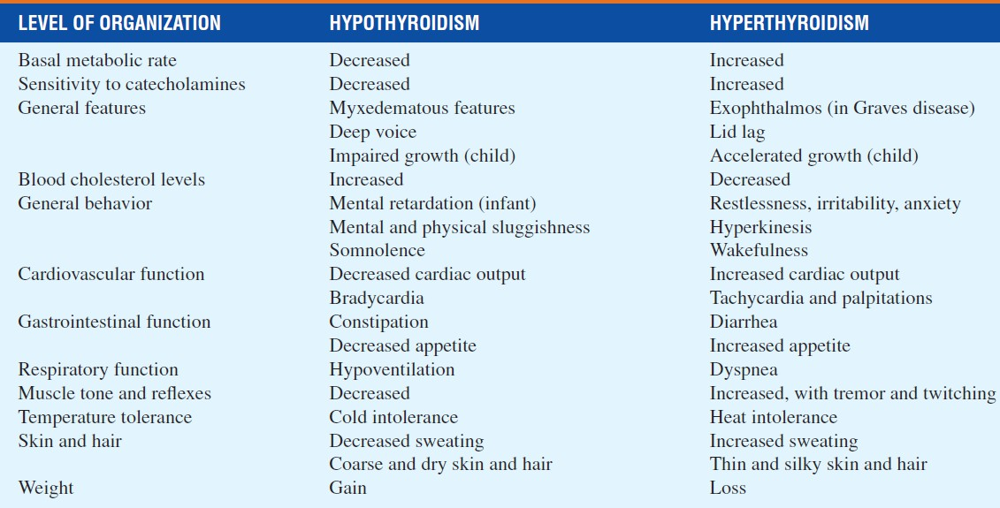 LEVEL OF ORGANIZATION HYPOTHYROIDISM HYPERTHYROIDISM
Basal metabolic rate Decreased Increased
Sensitivity to catecholamines Decreased Increased
General features Myxedematous features Exophthalmos (in Graves disease)
Deep voice Lid lag
Impaired growth (child) Accelerated growth (child)
Blood cholesterol levels Increased Decreased
General behavior Mental retardation (infant) Restlessness, irritability, anxiety
Mental and physical sluggishness Hyperkinesis
Somnolence Wakefulness
Cardiovascular function Decreased cardiac output Increased cardiac output
Bradycardia Tachycardia and palpitations
Gastrointestinal function Constipation Diarrhea
Decreased appetite Increased appetite
Respiratory function Hypoventilation Dyspnea
Muscle tone and reflexes Decreased Increased, with tremor and twitching
Temperature tolerance Cold intolerance Heat intolerance
Skin and hair Decreased sweating Increased sweating
Coarse and dry skin and hair Thin and silky skin and hair
Weight Gain Loss